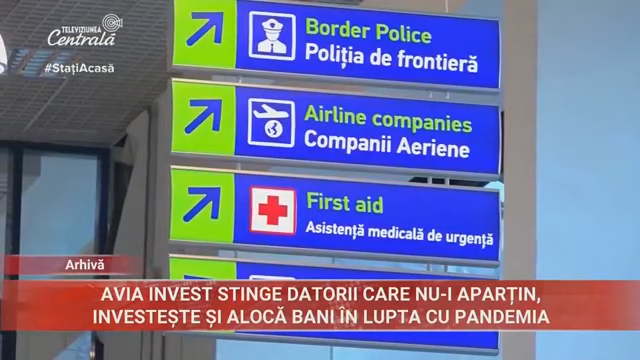 TELEVIZIUNEA
Centrală
#StațiAcasă
Border Police
Poliția de frontieră
Airline companies
Companii Aeriene
First aid
Asistență medicală de urgență
Arhivă
AVIA INVEST STINGE DATORII CARE NU-I APARȚIN,
INVESTEȘTE ȘI ALOCĂ BANI ÎN LUPTA CU PANDEMIA